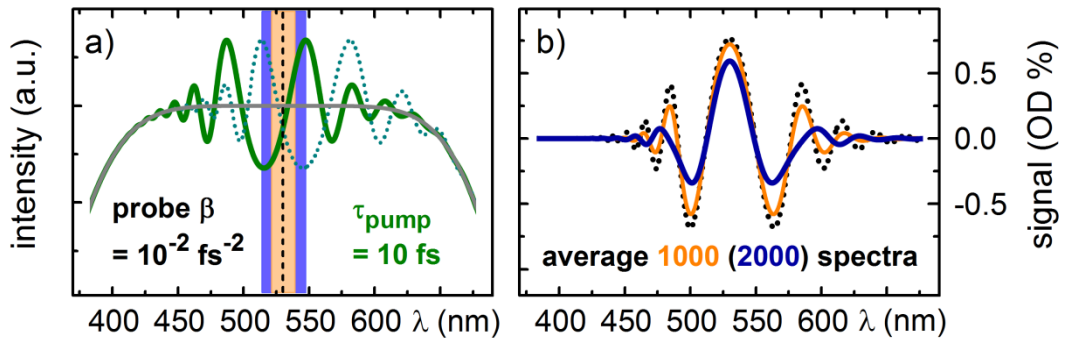 a)
intensity (a.u.)
probe β
= 10⁻² fs⁻²
τpump
= 10 fs
400 450 500 550 600 λ (nm)
b)
average 1000 (2000) spectra
400 450 500 550 600 λ (nm)
0.5
0.0
-0.5
signal (OD %)